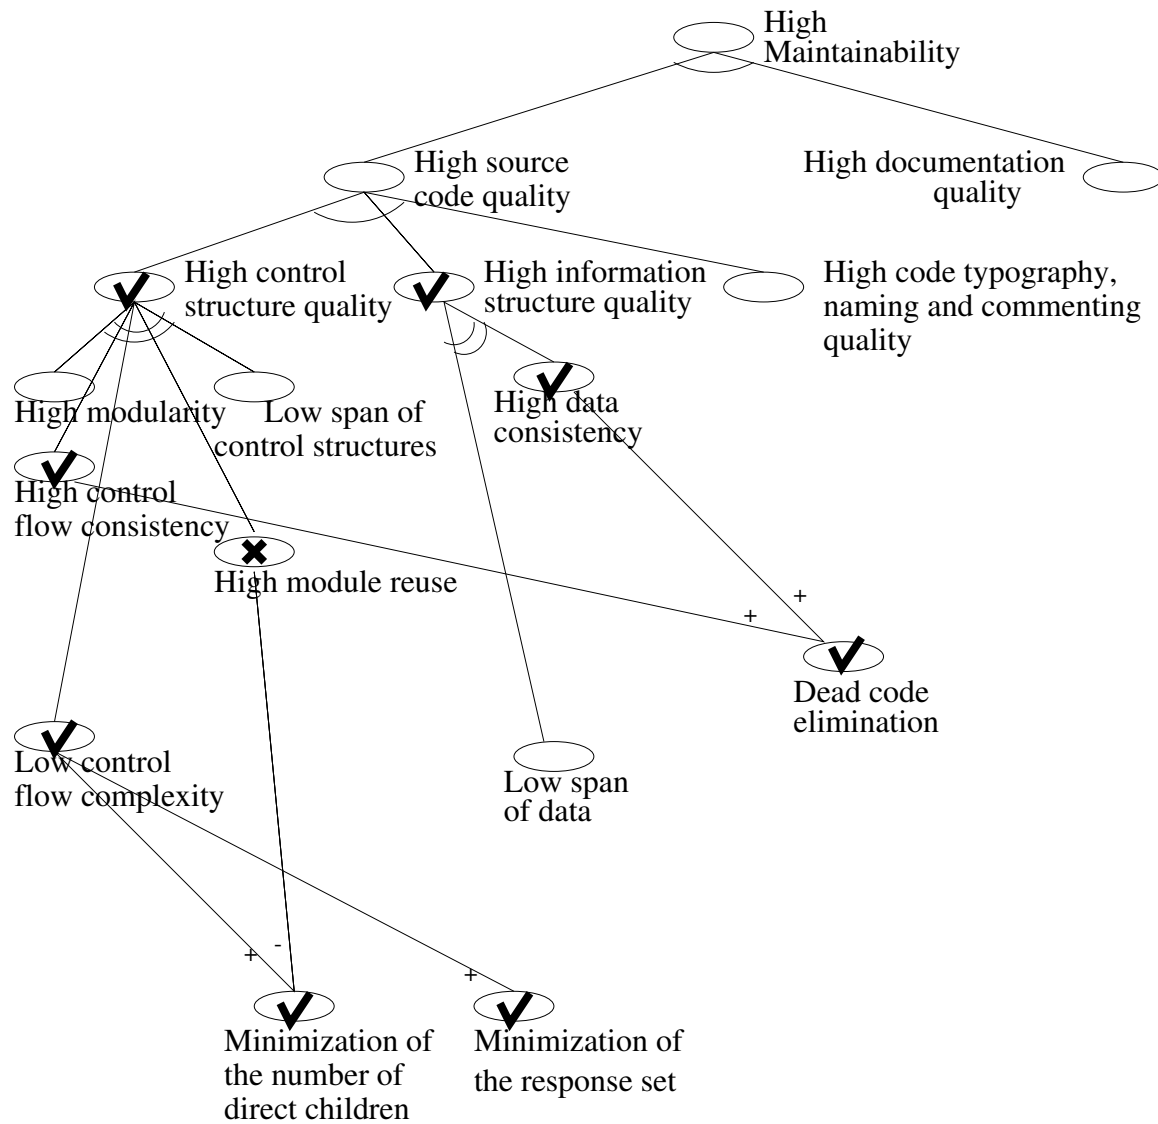 High
Maintainability
High source
code quality
High documentation
quality
High control
structure quality
High information
structure quality
High code typography,
naming and commenting
quality
High modularity
Low span of
control structures
High data
consistency
High control
flow consistency
High module reuse
+
+
Dead code
elimination
Low control
flow complexity
Low span
of data
+
-
+
Minimization of
the number of
direct children
Minimization of
the response set